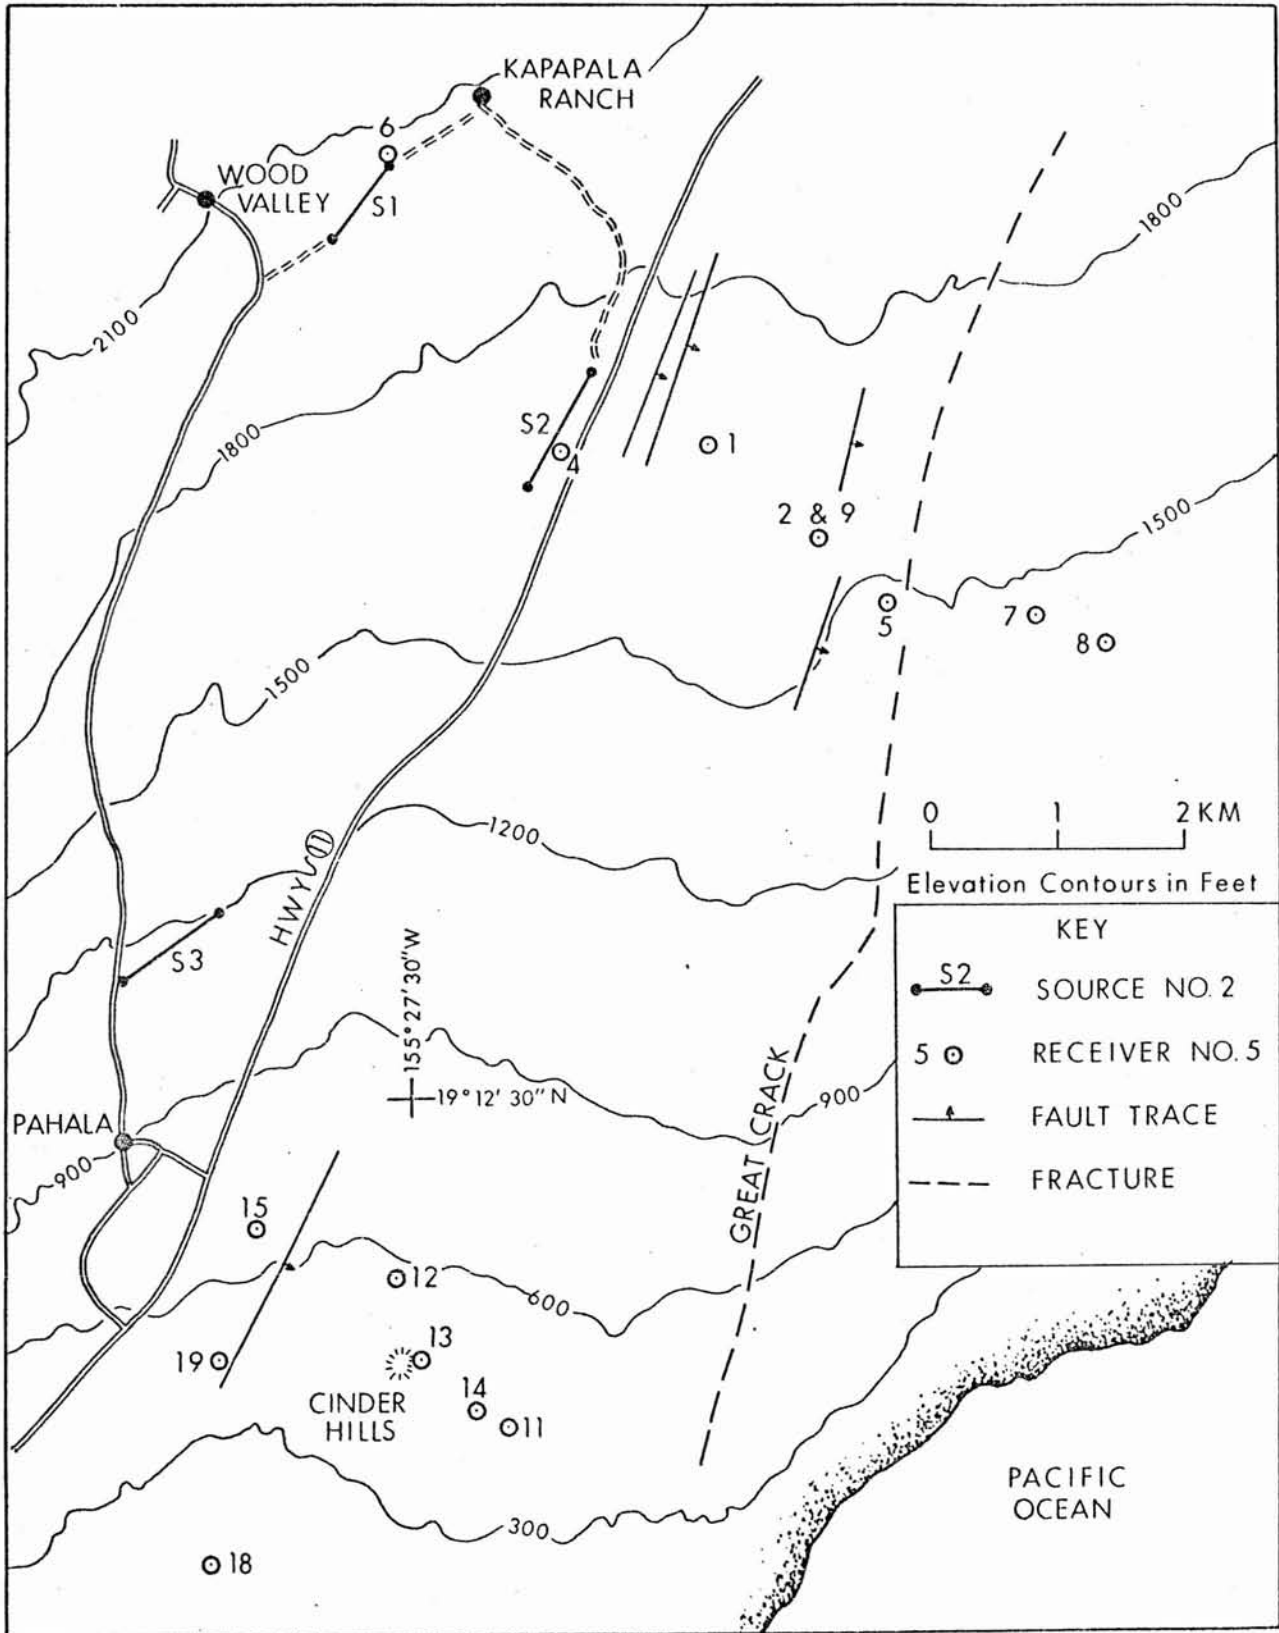 KAPAPALA
RANCH
6
WOOD
VALLEY
S1
1800
2100
S2
1800
4
1
2 & 9
1500
5
7
8
1500
0 1 2 KM
1200
Elevation Contours in Feet
HWY 11
KEY
S3
S2 SOURCE NO. 2
155° 27' 30" W
5 RECEIVER NO. 5
19° 12' 30" N
GREAT CRACK
900
FAULT TRACE
PAHALA
900
FRACTURE
15
12
600
13
19
CINDER
HILLS
14
11
PACIFIC
OCEAN
300
18